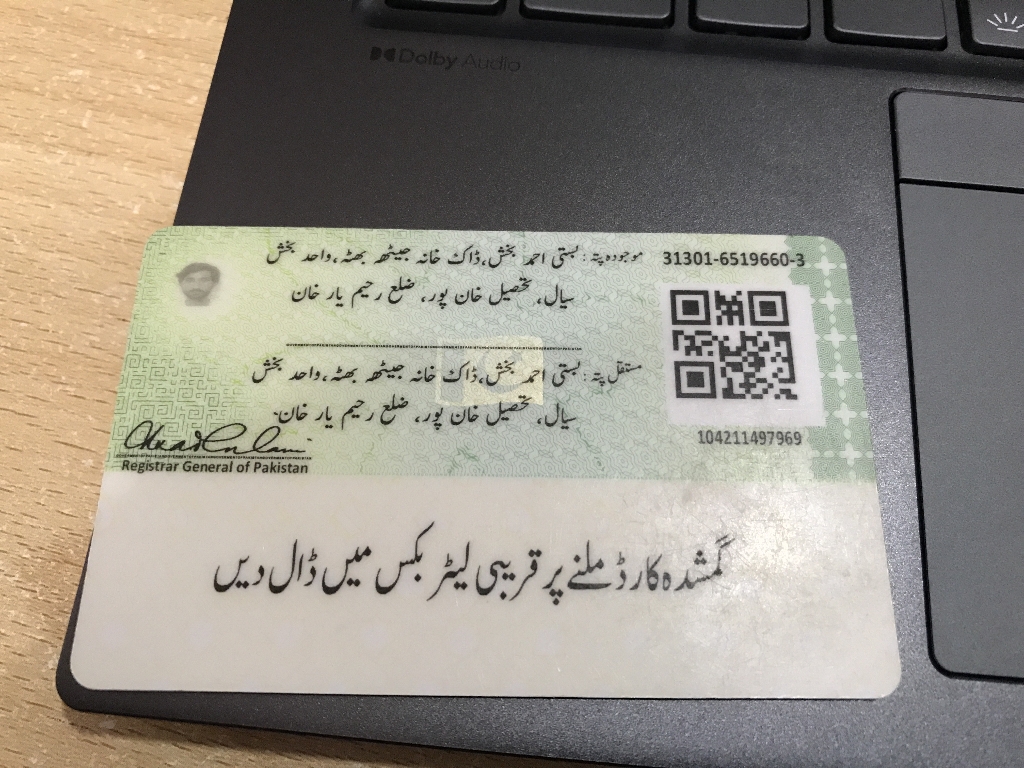 Dolby Audio
31301-6519660-3
موجودہ پتہ : بستی احمد بخش، ڈاک خانہ جیٹھہ بھٹہ، واحد بخش
سیال، تحصیل خان پور، ضلع رحیم یار خان
مستقل پتہ : بستی احمد بخش، ڈاک خانہ جیٹھہ بھٹہ، واحد بخش
سیال، تحصیل خان پور، ضلع رحیم یار خان
104211497969
Registrar General of Pakistan
گمشدہ کارڈ ملنے پر قریبی لیٹر بکس میں ڈال دیں